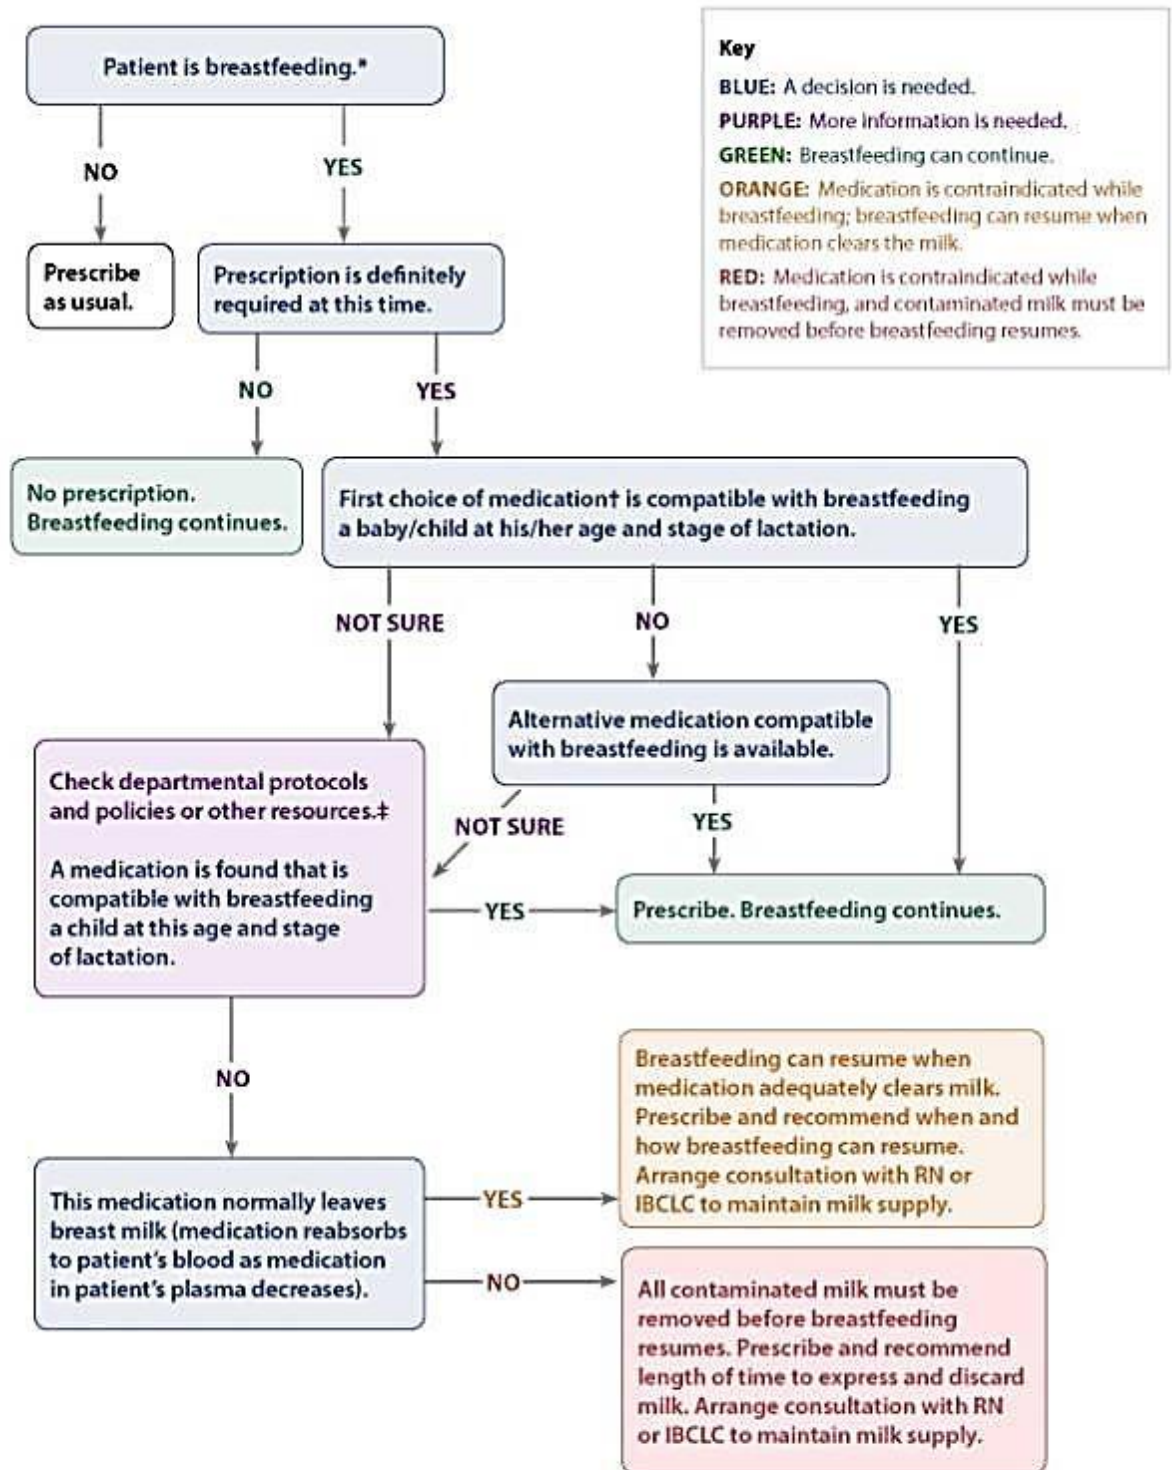 Patient is breastfeeding.*
NO
YES
Prescribe
as usual.
Prescription is definitely
required at this time.
Key
BLUE: A decision is needed.
PURPLE: More information is needed.
GREEN: Breastfeeding can continue.
ORANGE: Medication is contraindicated while
breastfeeding; breastfeeding can resume when
medication clears the milk.
RED: Medication is contraindicated while
breastfeeding, and contaminated milk must be
removed before breastfeeding resumes.
NO
YES
No prescription.
Breastfeeding continues.
First choice of medication† is compatible with breastfeeding
a baby/child at his/her age and stage of lactation.
NOT SURE
NO
YES
Alternative medication compatible
with breastfeeding is available.
NOT SURE
YES
Check departmental protocols
and policies or other resources.‡
A medication is found that is
compatible with breastfeeding
a child at this age and stage
of lactation.
YES
Prescribe. Breastfeeding continues.
NO
This medication normally leaves
breast milk (medication reabsorbs
to patient's blood as medication
in patient's plasma decreases).
YES
Breastfeeding can resume when
medication adequately clears milk.
Prescribe and recommend when and
how breastfeeding can resume.
Arrange consultation with RN or
IBCLC to maintain milk supply.
NO
All contaminated milk must be
removed before breastfeeding
resumes. Prescribe and recommend
length of time to express and discard
milk. Arrange consultation with RN
or IBCLC to maintain milk supply.